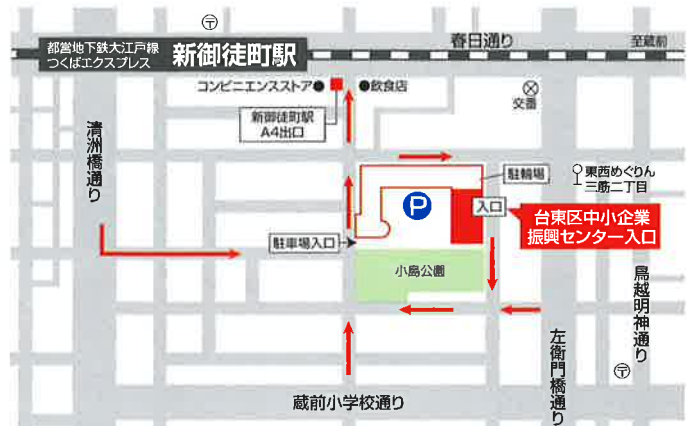 都営地下鉄大江戸線
つくばエクスプレス
新御徒町駅
春日通り
至蔵前
コンビニエンスストア
飲食店
交番
新御徒町駅
A4出口
清洲橋通り
駐輪場
東西めぐりん
三筋二丁目
P
入口
台東区中小企業
振興センター入口
駐車場入口
小島公園
鳥越明神通り
左衛門橋通り
蔵前小学校通り